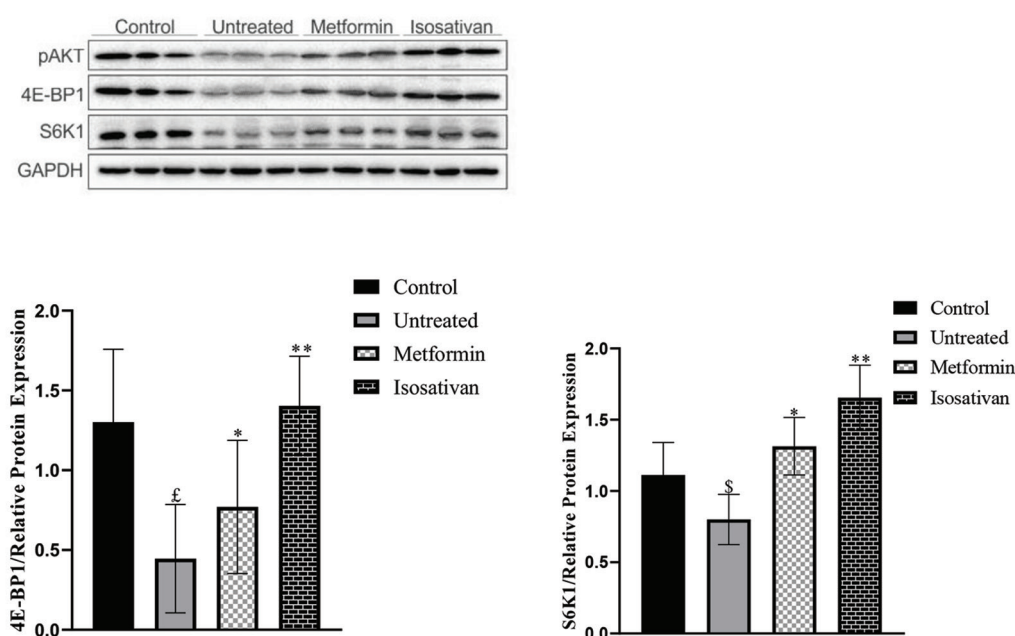 Control Untreated Metformin Isosativan
pAKT
4E-BP1
S6K1
GAPDH
4E-BP1/Relative Protein Expression
2.0
1.5
1.0
0.5
0.0
£
*
**
Control
Untreated
Metformin
Isosativan
S6K1/Relative Protein Expression
2.0
1.5
1.0
0.5
0.0
$
*
**
Control
Untreated
Metformin
Isosativan